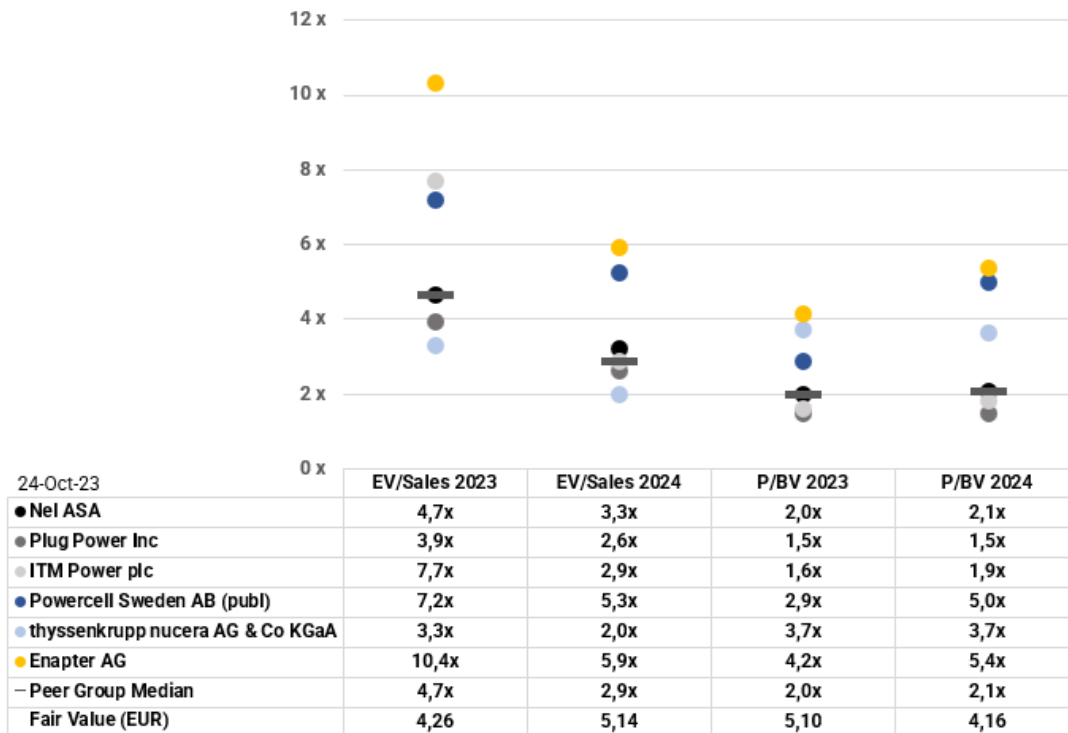 12 x
10 x
8 x
6 x
4 x
2 x
0 x
24-Oct-23 EV/Sales 2023 EV/Sales 2024 P/BV 2023 P/BV 2024
Nel ASA 4,7x 3,3x 2,0x 2,1x
Plug Power Inc 3,9x 2,6x 1,5x 1,5x
ITM Power plc 7,7x 2,9x 1,6x 1,9x
Powercell Sweden AB (publ) 7,2x 5,3x 2,9x 5,0x
thyssenkrupp nucera AG & Co KGaA 3,3x 2,0x 3,7x 3,7x
Enapter AG 10,4x 5,9x 4,2x 5,4x
Peer Group Median 4,7x 2,9x 2,0x 2,1x
Fair Value (EUR) 4,26 5,14 5,10 4,16